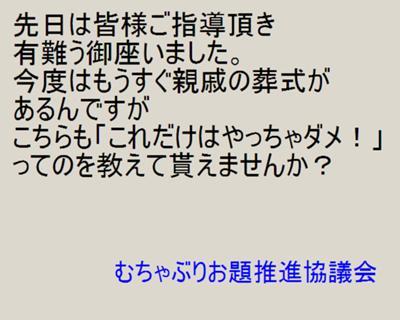 先日は皆様ご指導頂き
有難う御座いました。
今度はもうすぐ親戚の葬式が
あるんですが
こちらも「これだけはやっちゃダメ！」
ってのを教えて貰えませんか？
むちゃぶりお題推進協議会